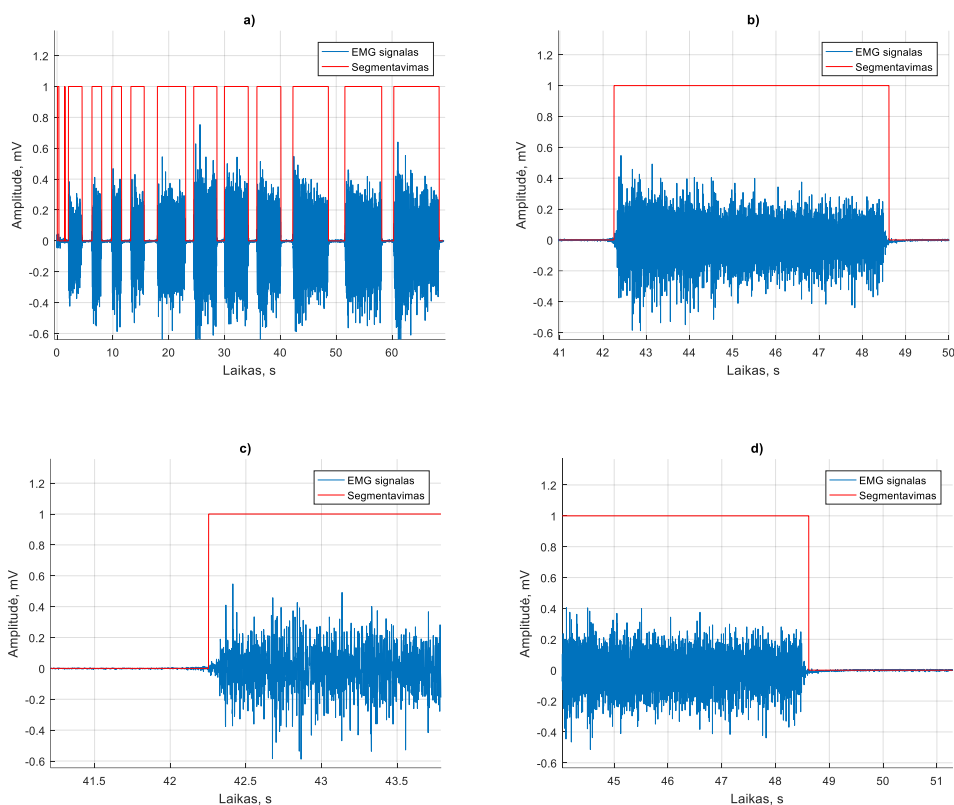 a)
1.2
1
0.8
0.6
0.4
0.2
0
-0.2
-0.4
-0.6
Amplitudė, mV
EMG signalas
Segmentavimas
0 10 20 30 40 50 60
Laikas, s
b)
1.2
1
0.8
0.6
0.4
0.2
0
-0.2
-0.4
-0.6
Amplitudė, mV
EMG signalas
Segmentavimas
41 42 43 44 45 46 47 48 49 50
Laikas, s
c)
1.2
1
0.8
0.6
0.4
0.2
0
-0.2
-0.4
-0.6
Amplitudė, mV
EMG signalas
Segmentavimas
41.5 42 42.5 43 43.5
Laikas, s
d)
1.2
1
0.8
0.6
0.4
0.2
0
-0.2
-0.4
-0.6
Amplitudė, mV
EMG signalas
Segmentavimas
45 46 47 48 49 50 51
Laikas, s